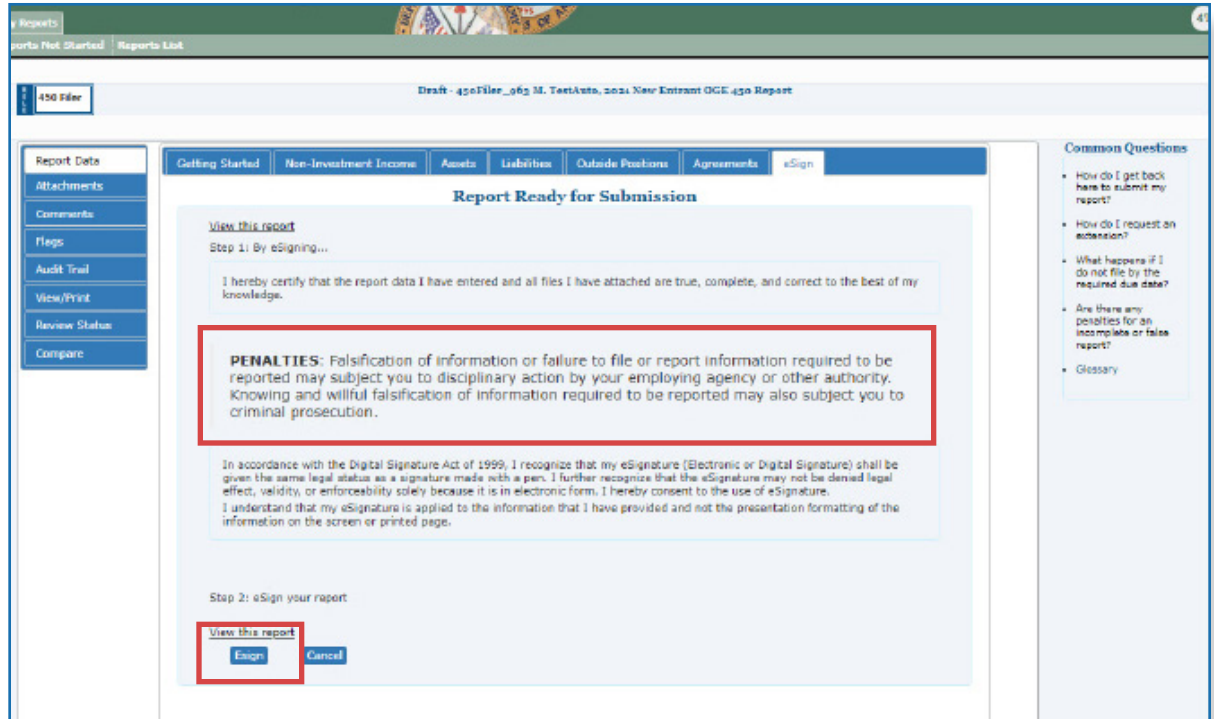 y Reports
ports Not Started Reports List
450 Filer
Draft - 450Filer_963 M. TestAuto, 2021 New Entrant OGE 450 Report
Report Data
Attachments
Comments
Flags
Audit Trail
View/Print
Review Status
Compare
Getting Started Non-Investment Income Assets Liabilities Outside Positions Agreements eSign
Report Ready for Submission
View this report
Step 1: By eSigning...
I hereby certify that the report data I have entered and all files I have attached are true, complete, and correct to the best of my
knowledge.
PENALTIES: Falsification of information or failure to file or report information required to be
reported may subject you to disciplinary action by your employing agency or other authority.
Knowing and willful falsification of information required to be reported may also subject you to
criminal prosecution.
In accordance with the Digital Signature Act of 1999, I recognize that my eSignature (Electronic or Digital Signature) shall be
given the same legal status as a signature made with a pen. I further recognize that the eSignature may not be denied legal
effect, validity, or enforceability solely because it is in electronic form. I hereby consent to the use of eSignature.
I understand that my eSignature is applied to the information that I have provided and not the presentation formatting of the
information on the screen or printed page.
Step 2: eSign your report
View this report
Esign Cancel
Common Questions
• How do I get back
here to submit my
report?
• How do I request an
extension?
• What happens if I
do not file by the
required due date?
• Are there any
penalties for an
incomplete or false
report?
• Glossary